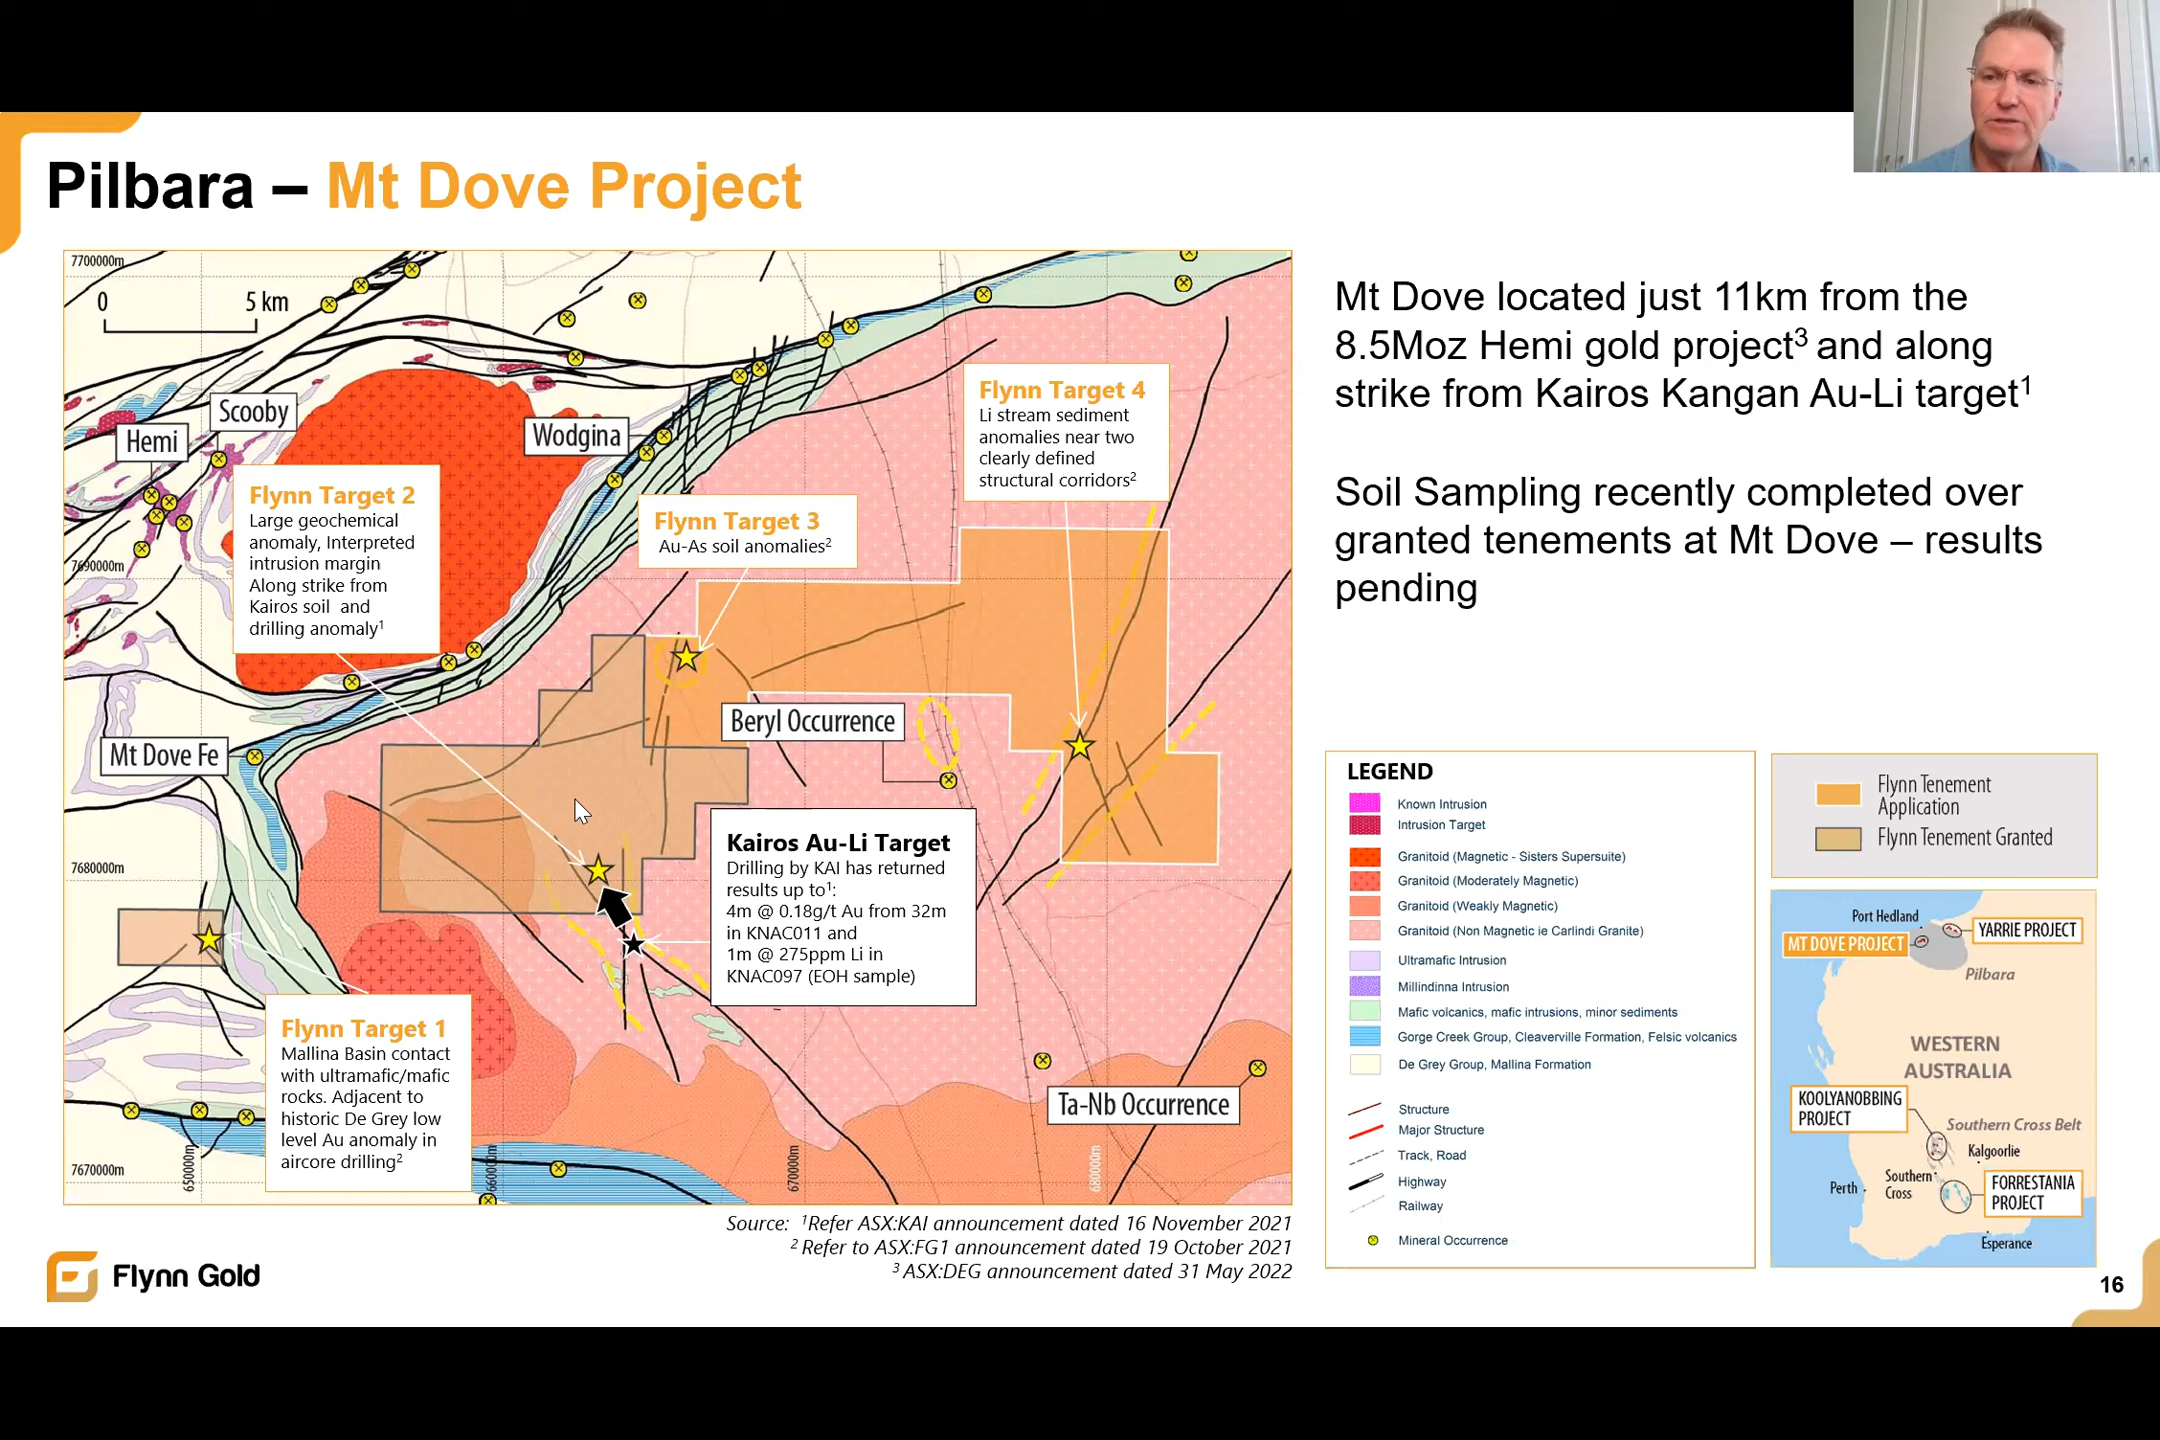 Pilbara – Mt Dove Project
7700000m
0 5 km
Scooby
Hemi
Wodgina
Flynn Target 4
Li stream sediment
anomalies near two
clearly defined
structural corridors²
Flynn Target 2
Large geochemical
anomaly, Interpreted
intrusion margin
Along strike from
Kairos soil and
drilling anomaly¹
Flynn Target 3
Au-As soil anomalies²
7690000m
Beryl Occurrence
Mt Dove Fe
Kairos Au-Li Target
Drilling by KAI has returned
results up to¹:
4m @ 0.18g/t Au from 32m
in KNAC011 and
1m @ 275ppm Li in
KNAC097 (EOH sample)
7680000m
Flynn Target 1
Mallina Basin contact
with ultramafic/mafic
rocks. Adjacent to
historic De Grey low
level Au anomaly in
aircore drilling²
Ta-Nb Occurrence
7670000m
650000m
660000m
670000m
680000m
Source: ¹Refer ASX:KAI announcement dated 16 November 2021
² Refer to ASX:FG1 announcement dated 19 October 2021
³ ASX:DEG announcement dated 31 May 2022
Mt Dove located just 11km from the
8.5Moz Hemi gold project³ and along
strike from Kairos Kangan Au-Li target¹
Soil Sampling recently completed over
granted tenements at Mt Dove – results
pending
LEGEND
Known Intrusion
Intrusion Target
Granitoid (Magnetic - Sisters Supersuite)
Granitoid (Moderately Magnetic)
Granitoid (Weakly Magnetic)
Granitoid (Non Magnetic ie Carlindi Granite)
Ultramafic Intrusion
Millindinna Intrusion
Mafic volcanics, mafic intrusions, minor sediments
Gorge Creek Group, Cleaverville Formation, Felsic volcanics
De Grey Group, Mallina Formation
Structure
Major Structure
Track, Road
Highway
Railway
Mineral Occurrence
Flynn Tenement
Application
Flynn Tenement Granted
Port Hedland
MT DOVE PROJECT
YARRIE PROJECT
Pilbara
WESTERN
AUSTRALIA
KOOLYANOBBING
PROJECT
Southern Cross Belt
Kalgoorlie
Southern
Cross
Perth
FORRESTANIA
PROJECT
Esperance
Flynn Gold
16